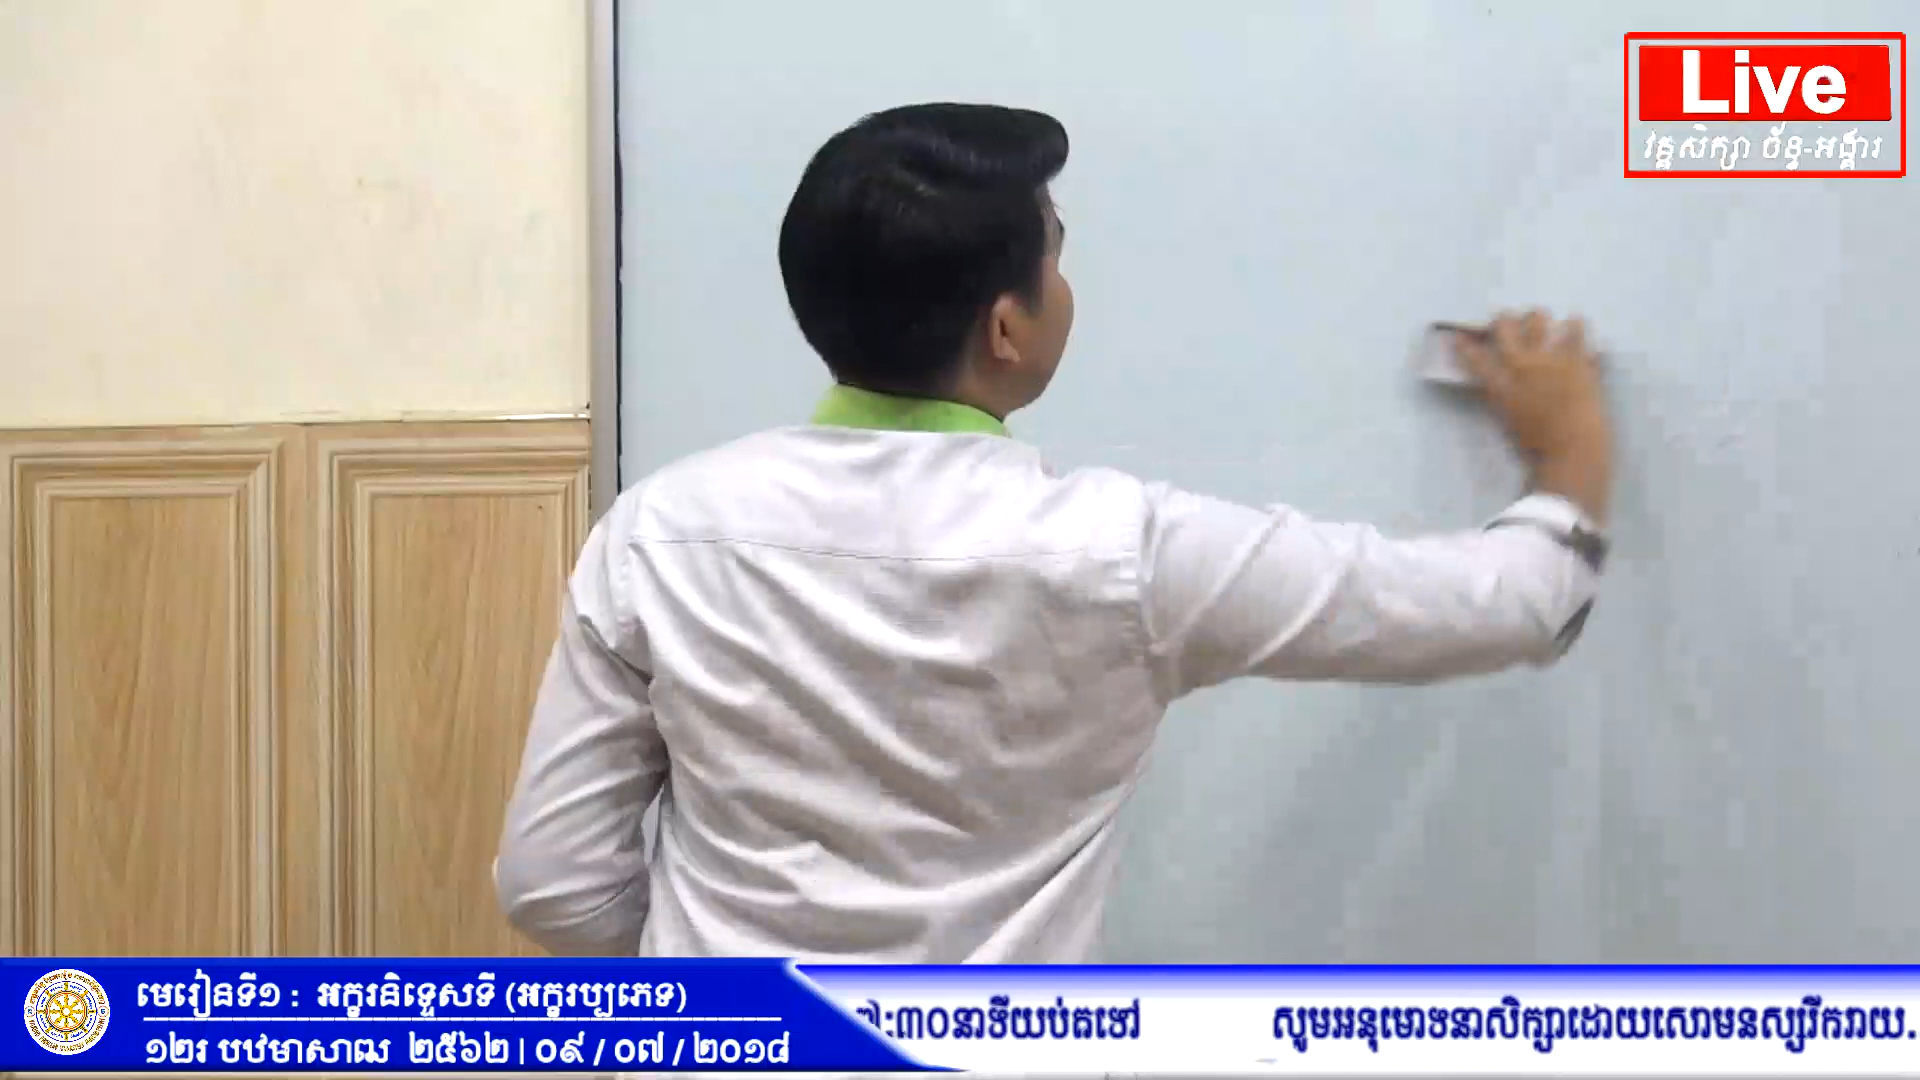 Live
វគ្គសិក្សា ច័ន្ទ-អង្គារ
មេរៀនទី១ : អក្ខរនិទ្ទេសទី (អក្ខរប្បភេទ)
១២រ បឋមាសាឍ ២៥៦២ | ០៩ / ០៧ / ២០១៨
:៣០នាទីយប់តទៅ សូមអនុមោទនាសិក្សាដោយសោមនស្សរីករាយ.